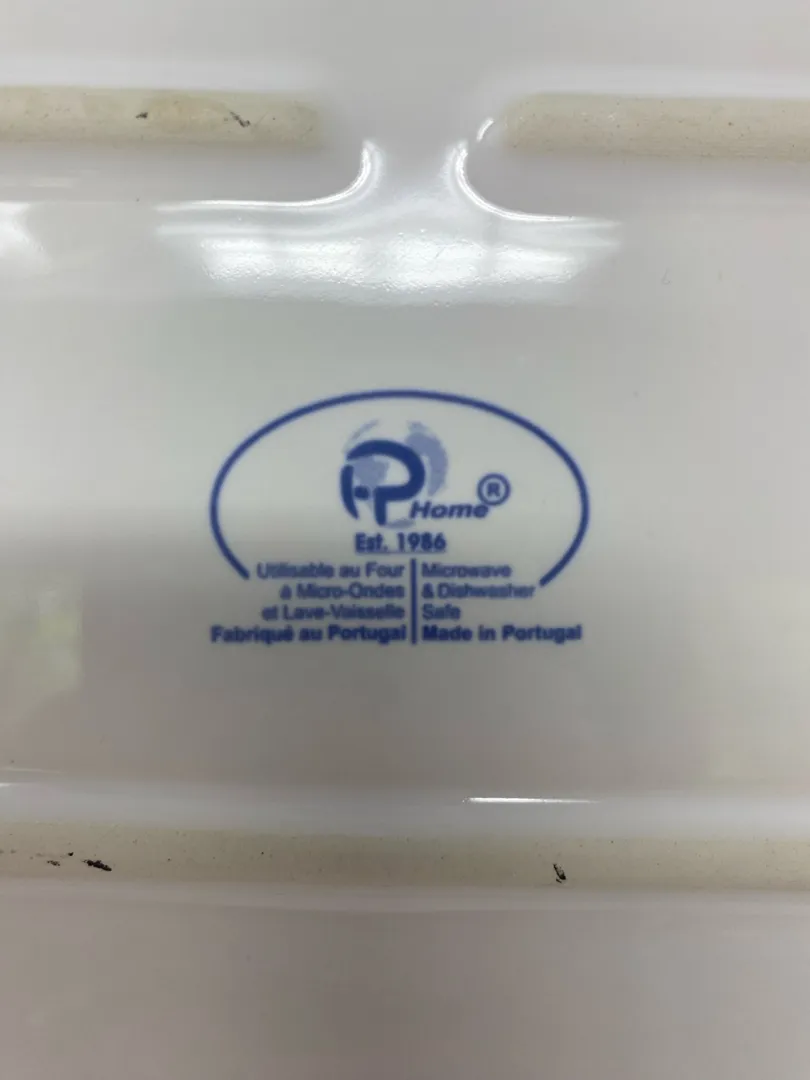 HP Home®
Est. 1986
Utilisable au Four
à Micro-Ondes
et Lave-Vaisselle
Fabriqué au Portugal
Microwave
& Dishwasher
Safe
Made in Portugal